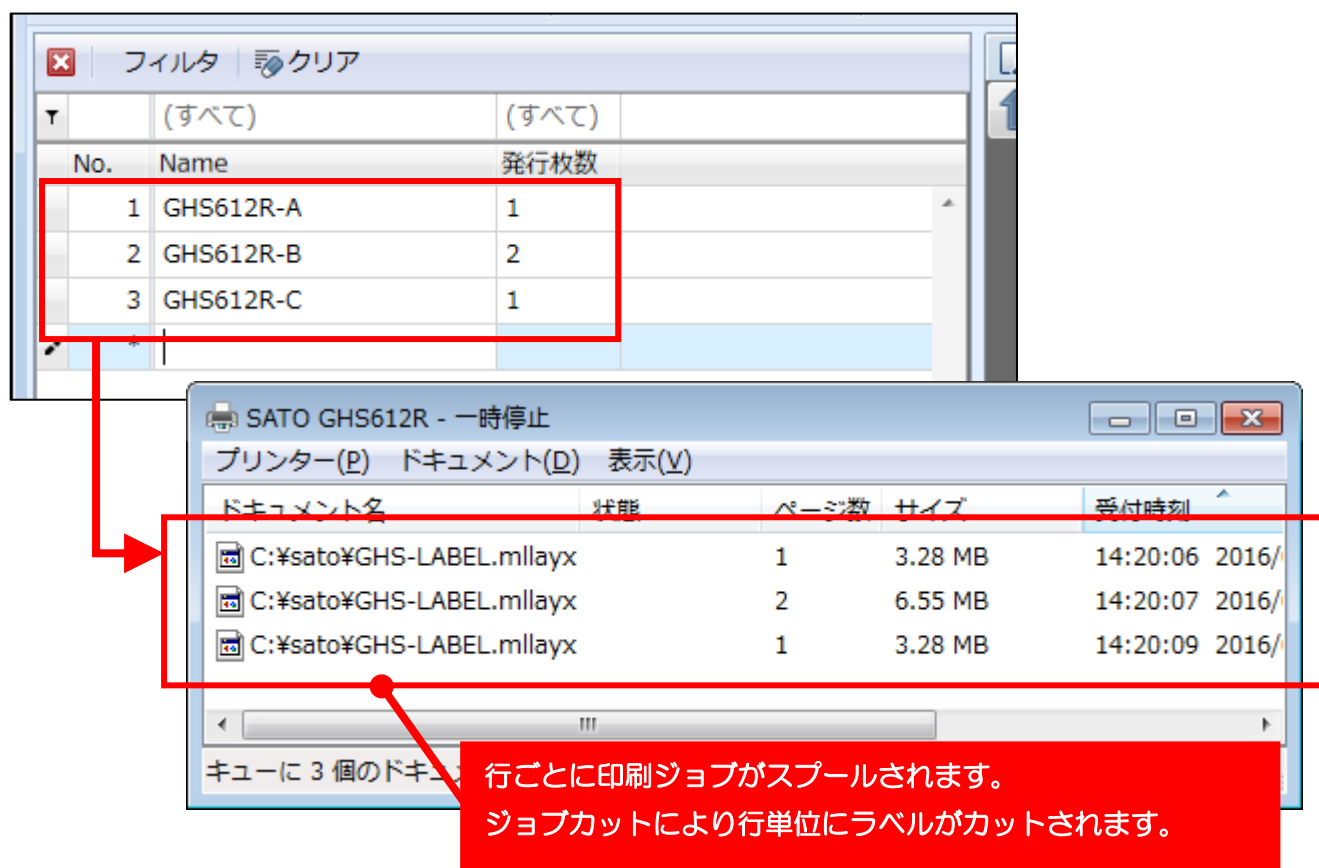 フィルタ クリア
(すべて) (すべて)
No. Name 発行枚数
1 GHS612R-A 1
2 GHS612R-B 2
3 GHS612R-C 1
*
SATO GHS612R - 一時停止
プリンター(P) ドキュメント(D) 表示(V)
ドキュメント名 状態 ページ数 サイズ 受付時刻
C:¥sato¥GHS-LABEL.mllayx 1 3.28 MB 14:20:06 2016/
C:¥sato¥GHS-LABEL.mllayx 2 6.55 MB 14:20:07 2016/
C:¥sato¥GHS-LABEL.mllayx 1 3.28 MB 14:20:09 2016/
キューに 3 個のドキュ
行ごとに印刷ジョブがスプールされます。
ジョブカットにより行単位にラベルがカットされます。